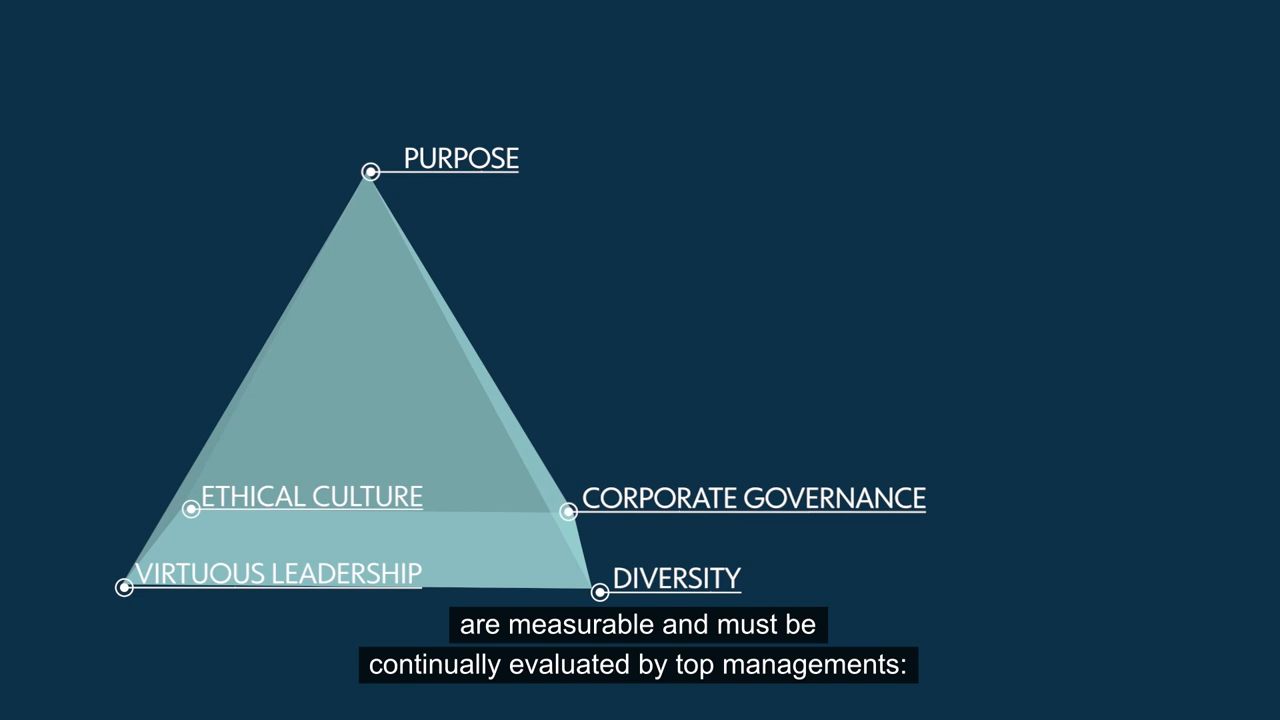 PURPOSE
ETHICAL CULTURE
CORPORATE GOVERNANCE
VIRTUOUS LEADERSHIP
DIVERSITY
are measurable and must be
continually evaluated by top managements: